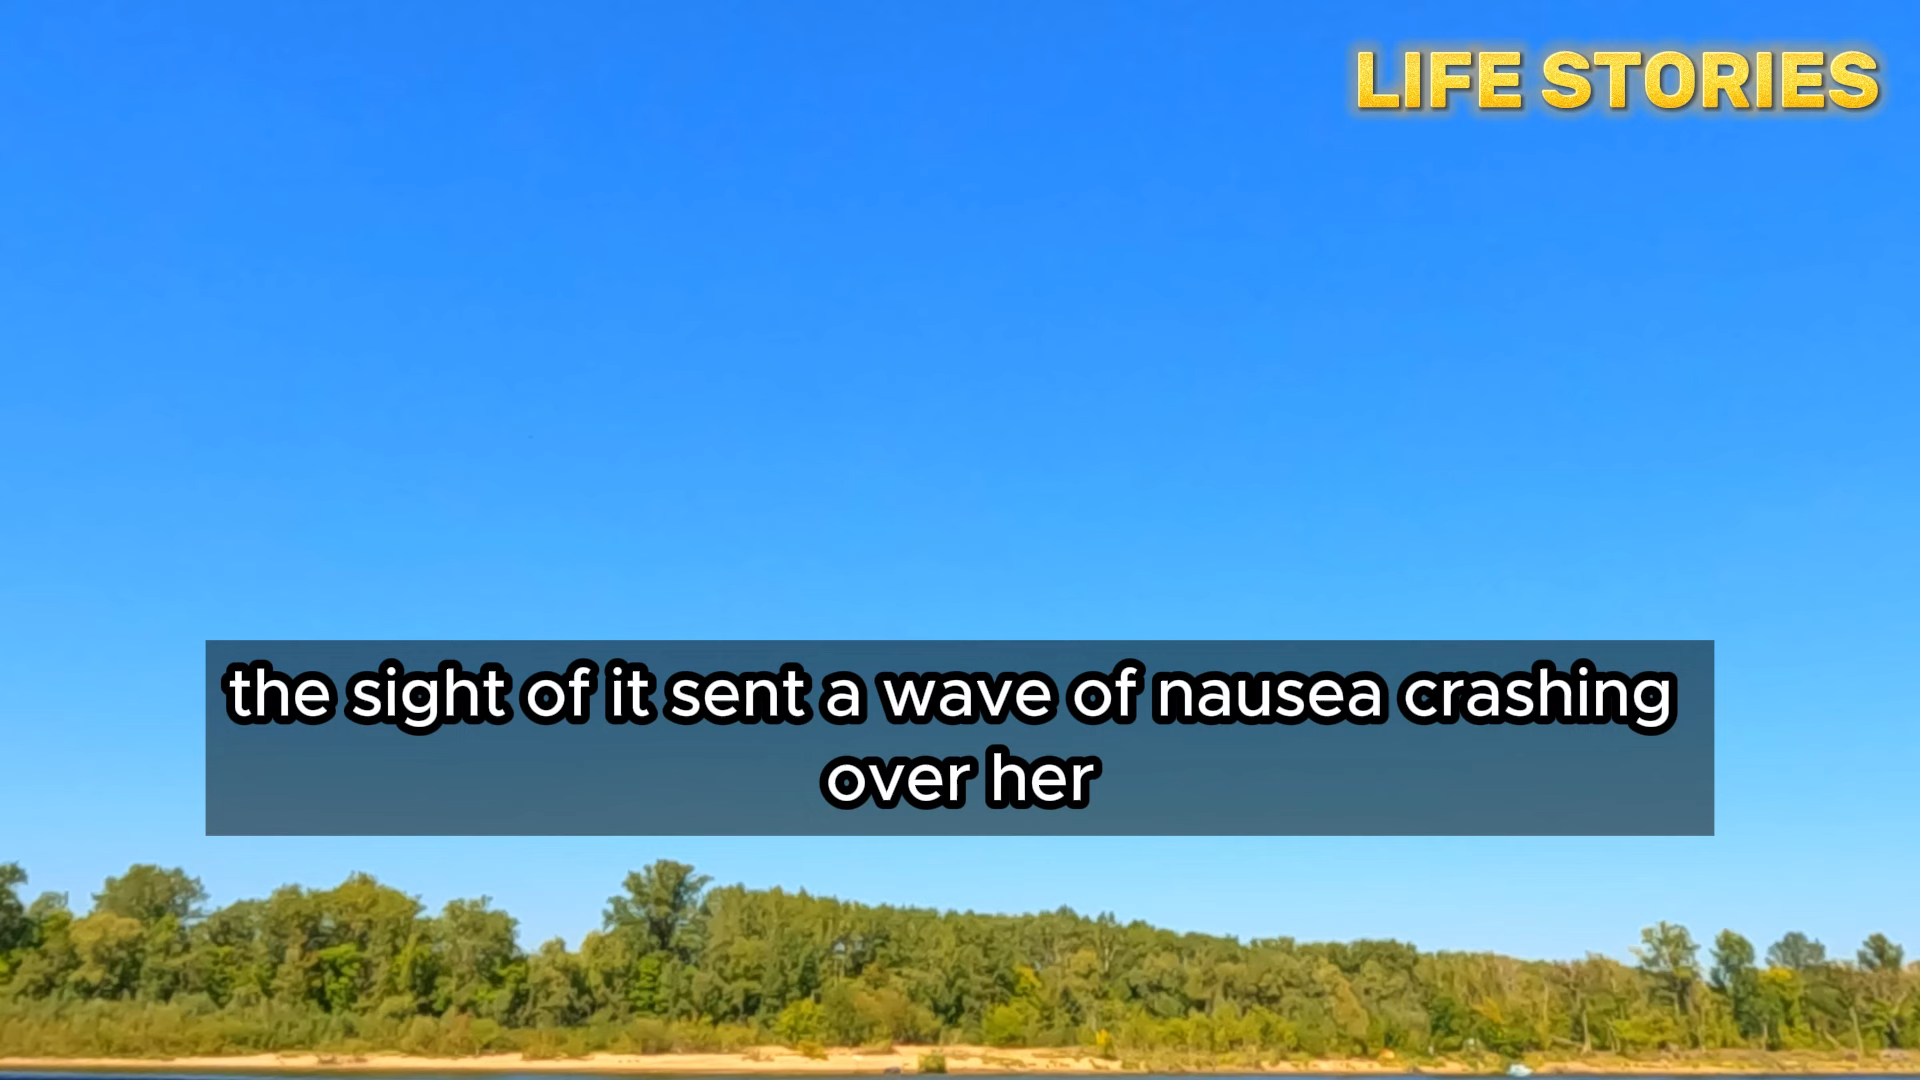 LIFE STORIES
the sight of it sent a wave of nausea crashing
over her